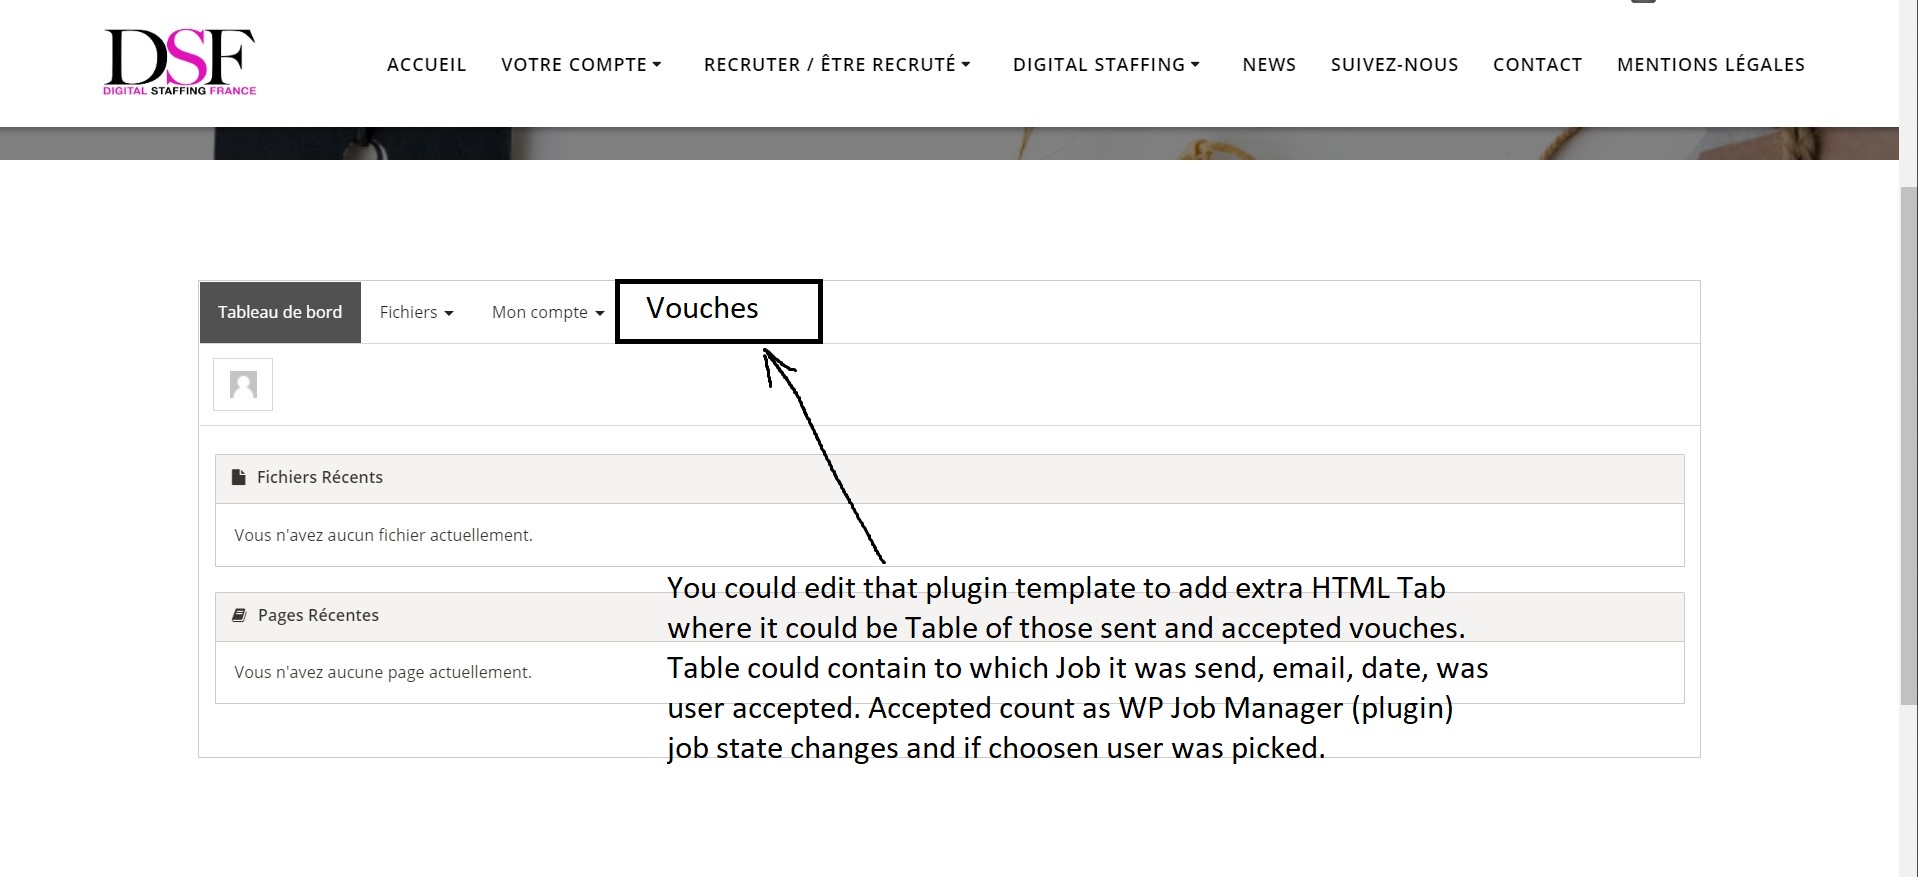 DSF
DIGITAL STAFFING FRANCE
ACCUEIL VOTRE COMPTE RECRUTER / ÊTRE RECRUTÉ DIGITAL STAFFING NEWS SUIVEZ-NOUS CONTACT MENTIONS LÉGALES
Tableau de bord Fichiers Mon compte Vouches
Fichiers Récents
Vous n'avez aucun fichier actuellement.
Pages Récentes
Vous n'avez aucune page actuellement.
You could edit that plugin template to add extra HTML Tab
where it could be Table of those sent and accepted vouches.
Table could contain to which Job it was send, email, date, was
user accepted. Accepted count as WP Job Manager (plugin)
job state changes and if choosen user was picked.